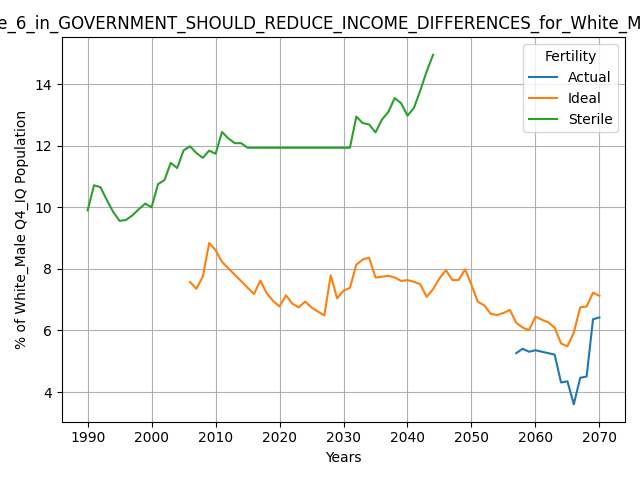 e_6_in_GOVERNMENT_SHOULD_REDUCE_INCOME_DIFFERENCES_for_White_M
% of White_Male Q4_IQ Population
14
12
10
8
6
4
Fertility
Actual
Ideal
Sterile
1990 2000 2010 2020 2030 2040 2050 2060 2070
Years